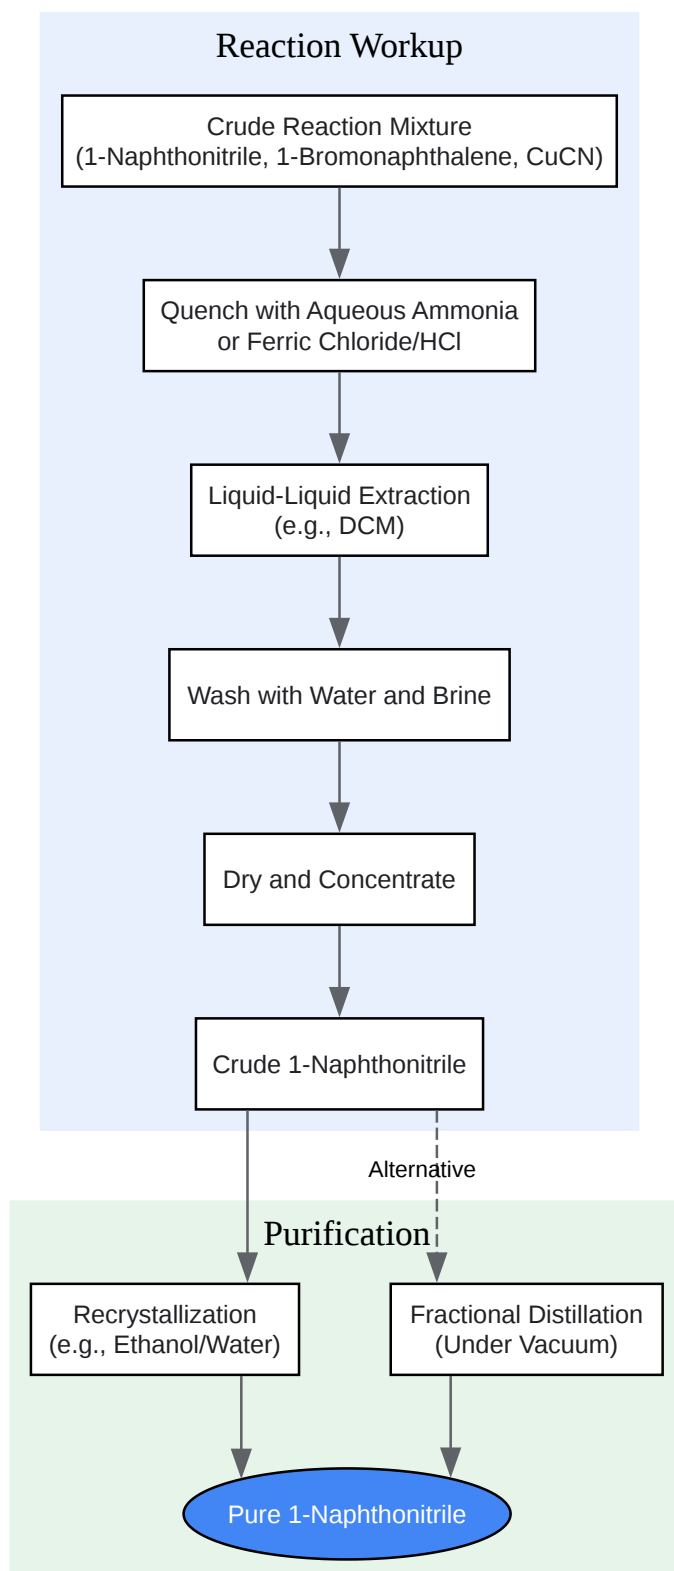 Reaction Workup
Crude Reaction Mixture
(1-Naphthonitrile, 1-Bromonaphthalene, CuCN)
Quench with Aqueous Ammonia
or Ferric Chloride/HCl
Liquid-Liquid Extraction
(e.g., DCM)
Wash with Water and Brine
Dry and Concentrate
Crude 1-Naphthonitrile
Alternative
Purification
Recrystallization
(e.g., Ethanol/Water)
Fractional Distillation
(Under Vacuum)
Pure 1-Naphthonitrile